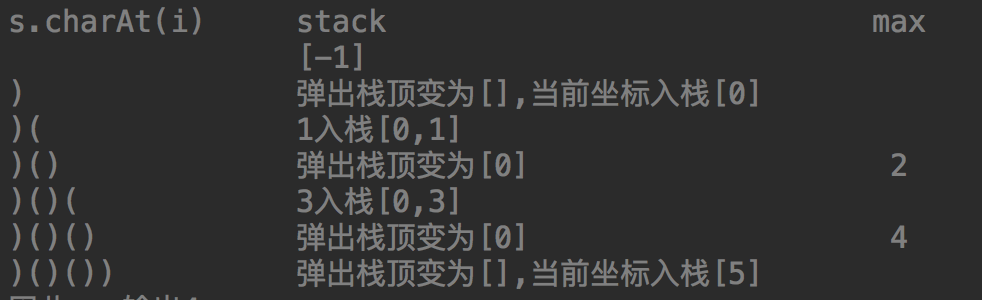 s.charAt(i) stack max
[-1]
) 弹出栈顶变为[],当前坐标入栈[0]
)( 1入栈[0,1]
)() 弹出栈顶变为[0] 2
)()( 3入栈[0,3]
)()() 弹出栈顶变为[0] 4
)()()) 弹出栈顶变为[],当前坐标入栈[5]